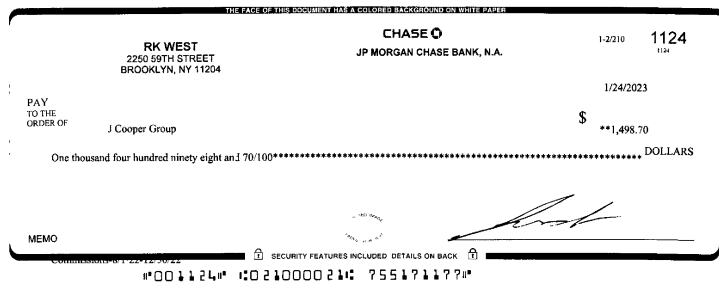 THE FACE OF THIS DOCUMENT HAS A COLORED BACKGROUND ON WHITE PAPER
RK WEST
2250 59TH STREET
BROOKLYN, NY 11204
CHASE
JP MORGAN CHASE BANK, N.A.
1-2/210
1124
1124
1/24/2023
PAY
TO THE
ORDER OF
J Cooper Group
$
**1,498.70
One thousand four hundred ninety eight and 70/100 DOLLARS
MEMO
SECURITY FEATURES INCLUDED DETAILS ON BACK
⑈001124⑈ ⑆021000021⑆ 755171177⑈